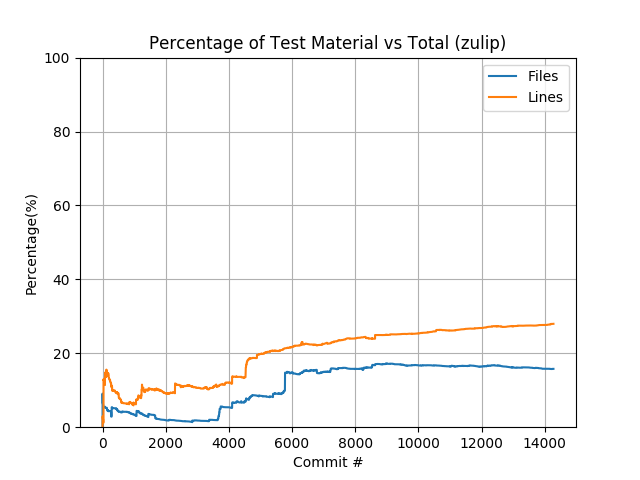 Percentage of Test Material vs Total (zulip)
Files
Lines
100
80
60
40
20
0
Percentage(%)
0 2000 4000 6000 8000 10000 12000 14000
Commit #